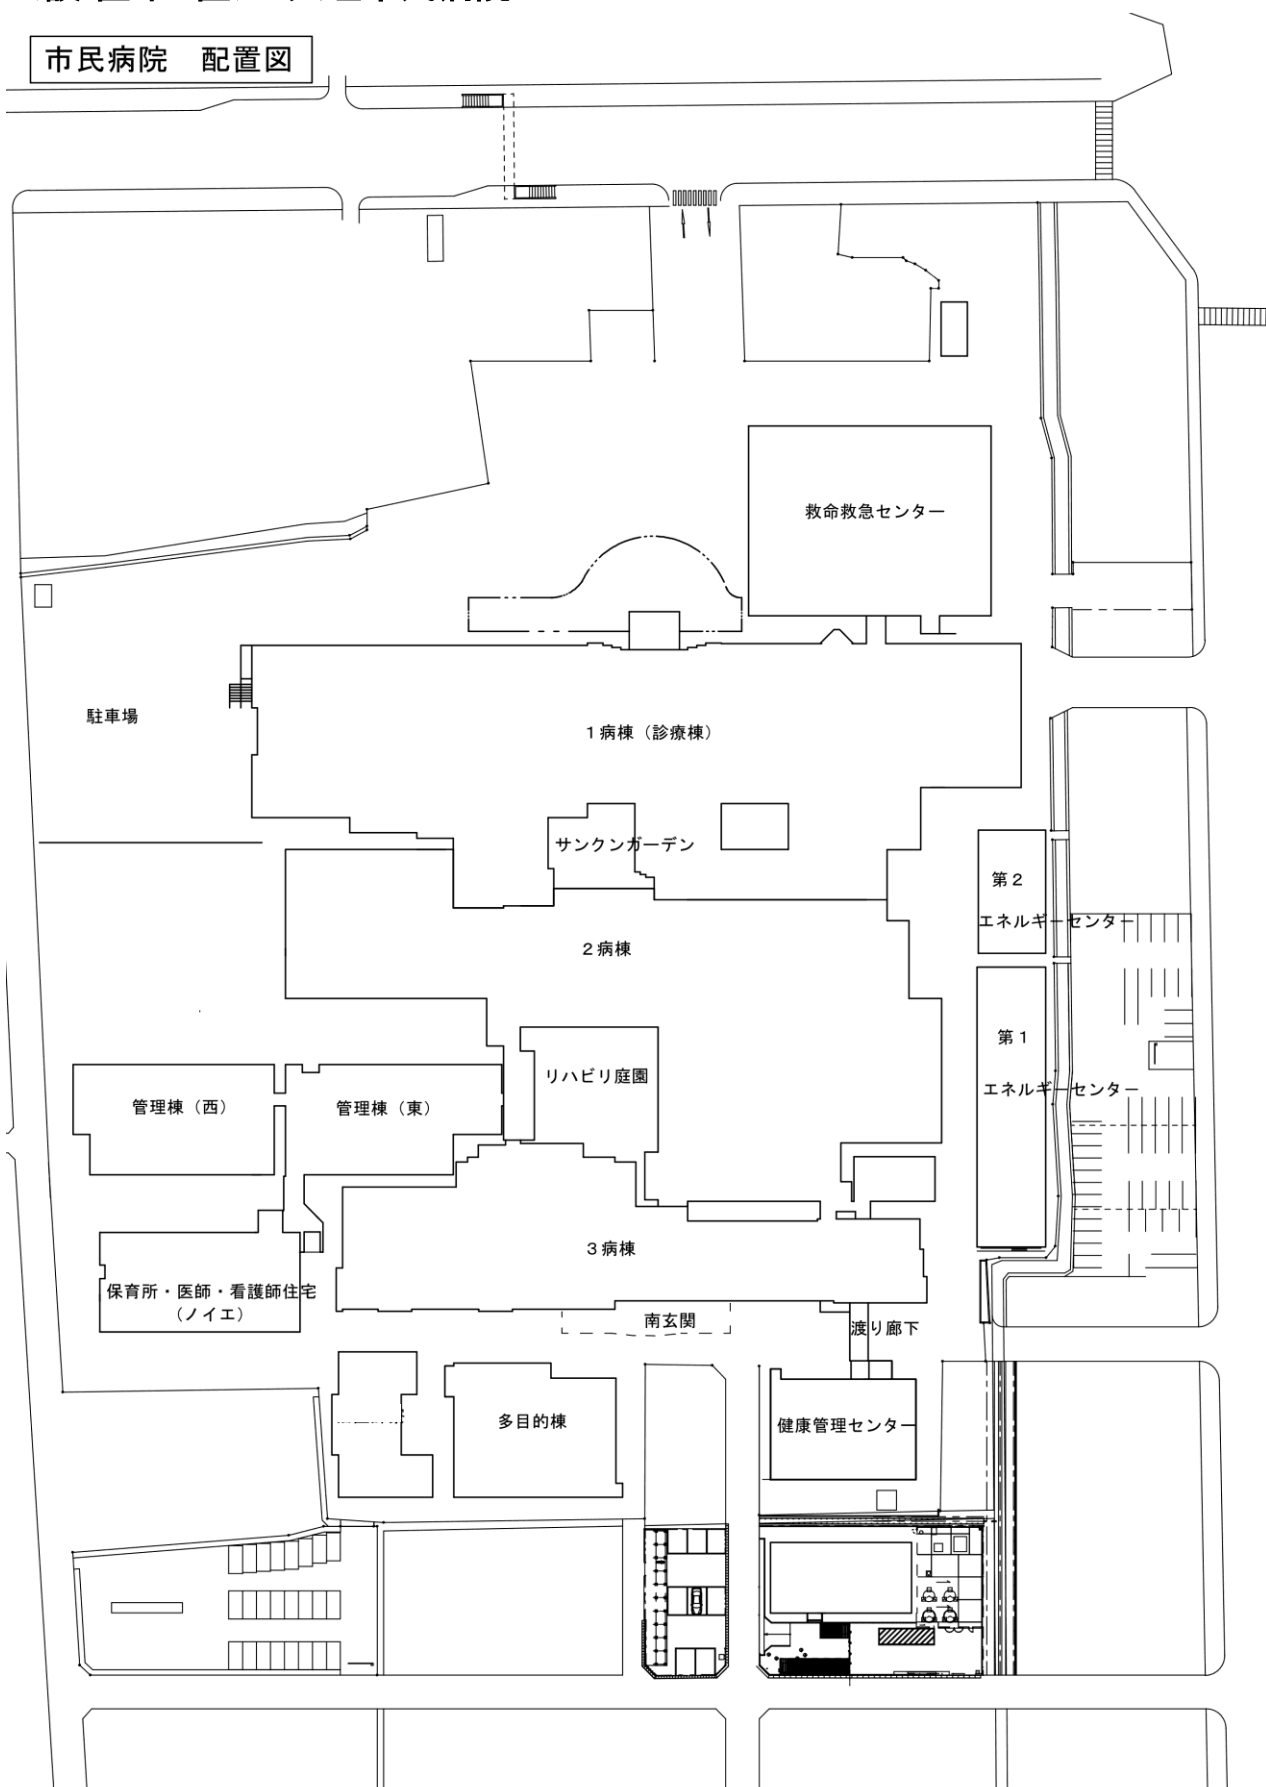 市民病院　配置図
救命救急センター
駐車場
1病棟（診療棟）
サンクンガーデン
第2
エネルギーセンター
2病棟
第1
エネルギーセンター
リハビリ庭園
管理棟（西）
管理棟（東）
3病棟
保育所・医師・看護師住宅
（ノイエ）
南玄関
渡り廊下
多目的棟
健康管理センター